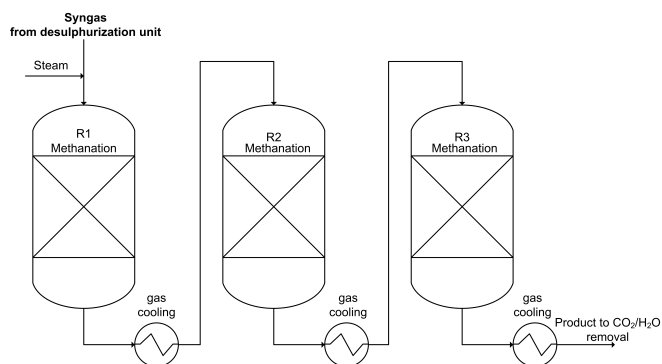 Syngas
from desulphurization unit
Steam
R1
Methanation
R2
Methanation
R3
Methanation
gas
cooling
gas
cooling
gas
cooling
Product to CO₂/H₂O
removal